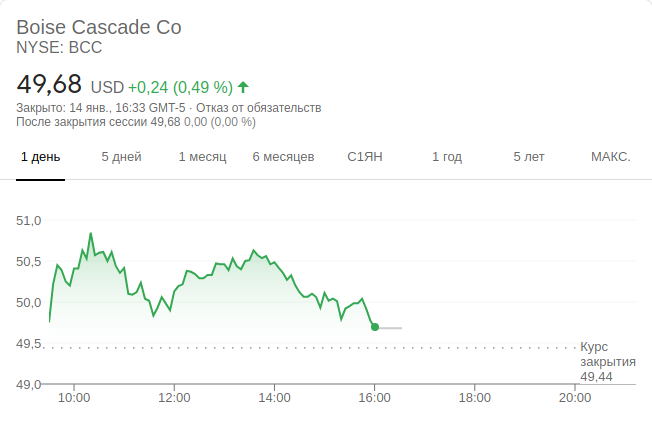 Boise Cascade Co
NYSE: BCC
49,68 USD +0,24 (0,49 %) ↑
Закрыто: 14 янв., 16:33 GMT-5 · Отказ от обязательств
После закрытия сессии 49,68 0,00 (0,00 %)
1 день 5 дней 1 месяц 6 месяцев С1ЯН 1 год 5 лет МАКС.
51,0
50,5
50,0
49,5
49,0
Курс
закрытия
49,44
10:00 12:00 14:00 16:00 18:00 20:00